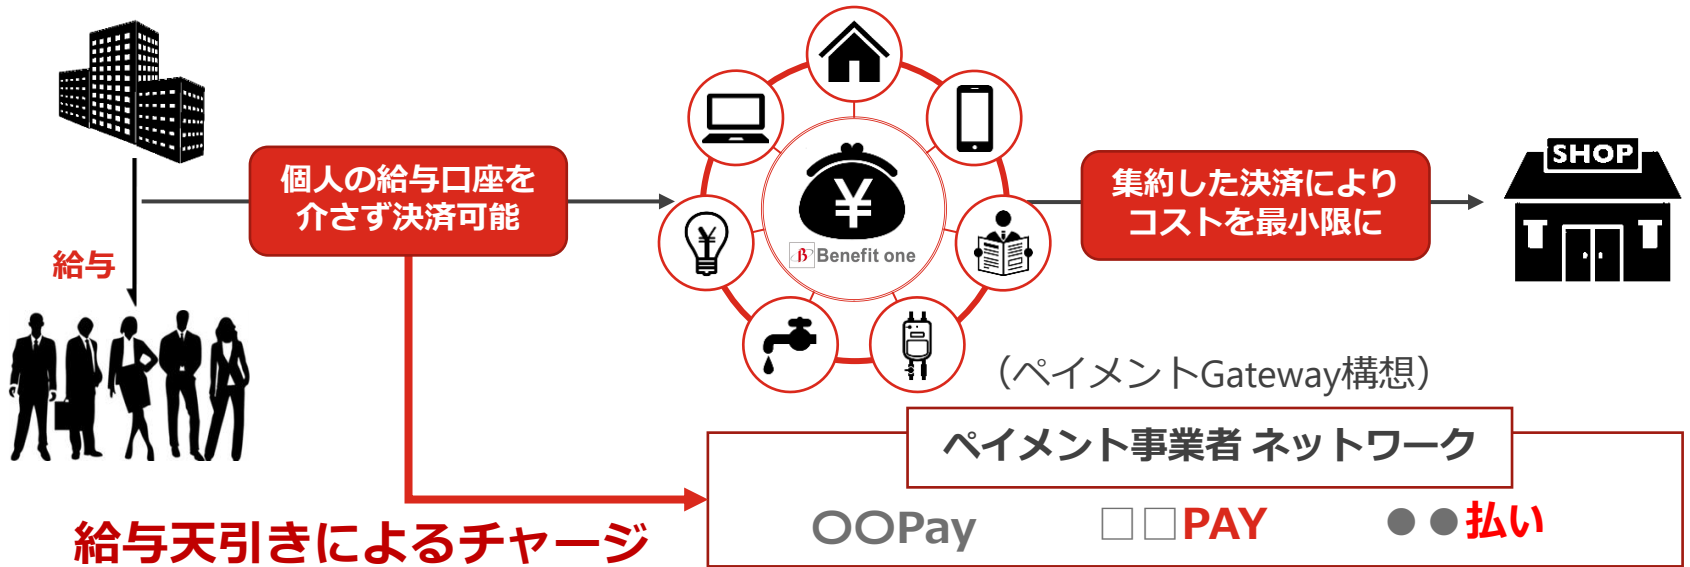 個人の給与口座を
介さず決済可能
給与
¥
¥
Benefit one
集約した決済により
コストを最小限に
SHOP
（ペイメントGateway構想）
ペイメント事業者 ネットワーク
〇〇Pay
□□PAY
●●払い
給与天引きによるチャージ